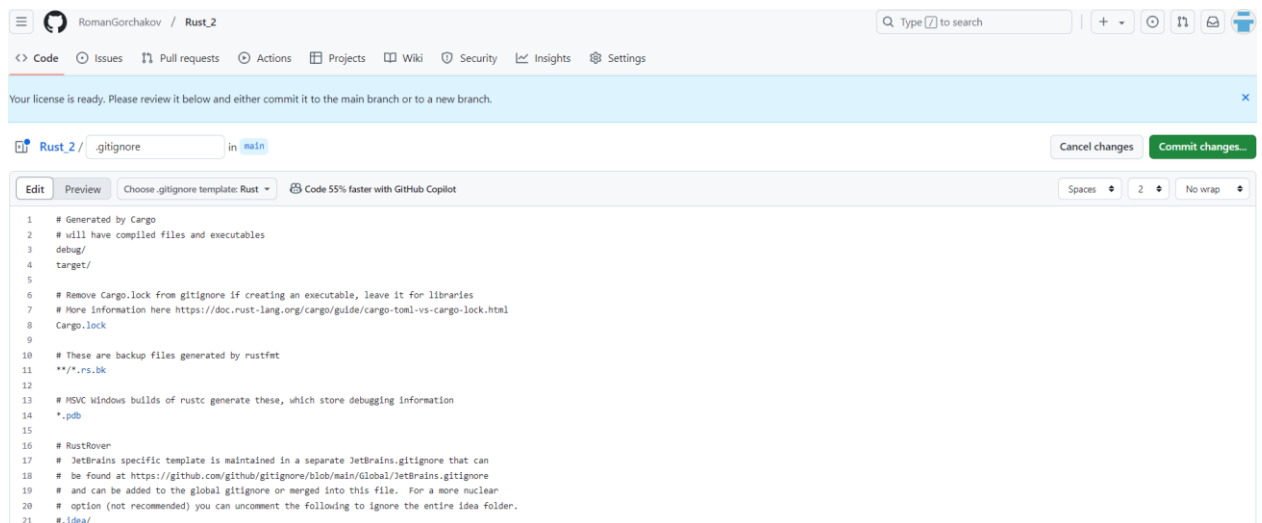 RomanGorchakov / Rust_2
Type / to search
Code Issues Pull requests Actions Projects Wiki Security Insights Settings
Your license is ready. Please review it below and either commit it to the main branch or to a new branch.
Rust_2 / .gitignore in main
Cancel changes Commit changes...
Edit Preview Choose .gitignore template: Rust Code 55% faster with GitHub Copilot
Spaces 2 No wrap
1 # Generated by Cargo
2 # will have compiled files and executables
3 debug/
4 target/
5
6 # Remove Cargo.lock from gitignore if creating an executable, leave it for libraries
7 # More information here https://doc.rust-lang.org/cargo/guide/cargo-toml-vs-cargo-lock.html
8 Cargo.lock
9
10 # These are backup files generated by rustfmt
11 **/*.rs.bk
12
13 # MSVC Windows builds of rustc generate these, which store debugging information
14 *.pdb
15
16 # RustRover
17 #  JetBrains specific template is maintained in a separate JetBrains.gitignore that can
18 #  be found at https://github.com/github/gitignore/blob/main/Global/JetBrains.gitignore
19 #  and can be added to the global gitignore or merged into this file.  For a more nuclear
20 #  option (not recommended) you can uncomment the following to ignore the entire idea folder.
21 #.idea/